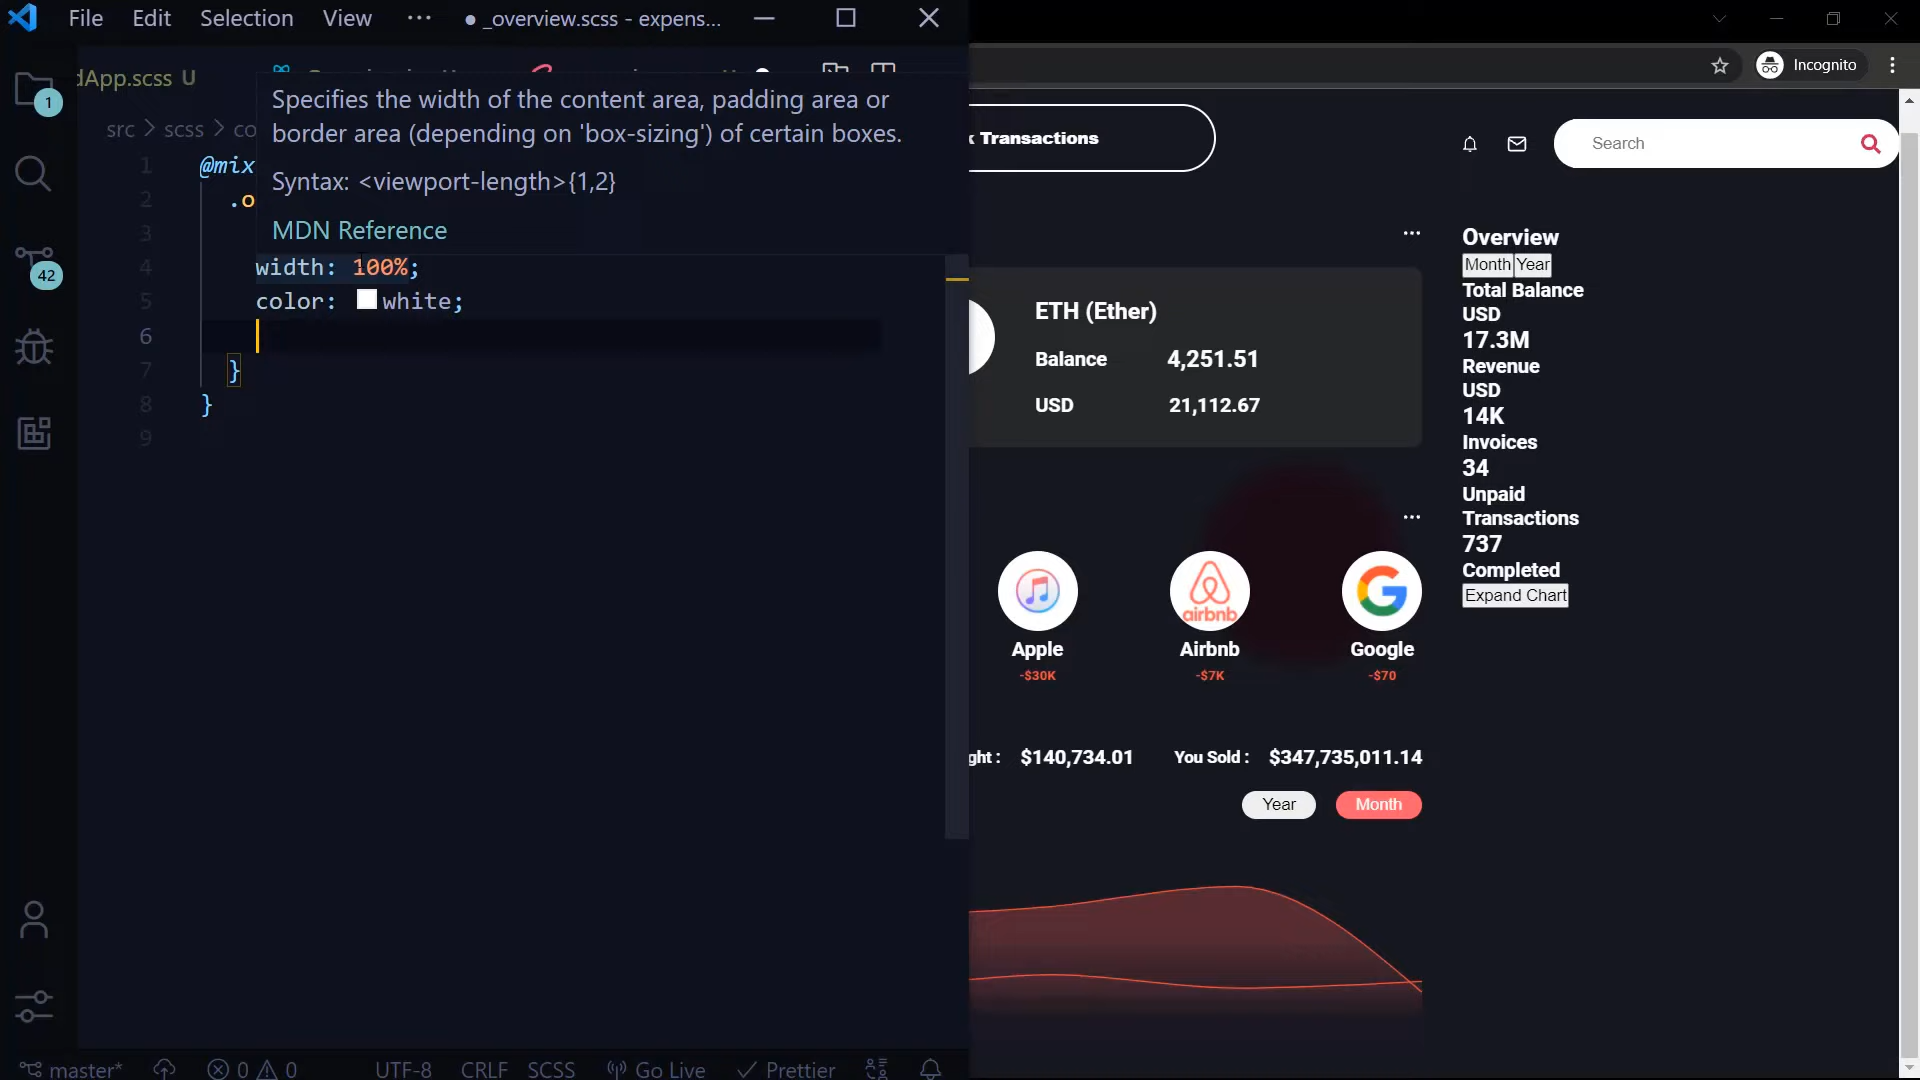 File Edit Selection View ··· ● _overview.scss - expens...
dApp.scss U
src > scss > co
Specifies the width of the content area, padding area or
border area (depending on 'box-sizing') of certain boxes.
Syntax: <viewport-length>{1,2}
MDN Reference
1 @mix
2 .o
3
4 width: 100%;
5 color: white;
6
7 }
8 }
9
1
42
master* 0 0 UTF-8 CRLF SCSS Go Live Prettier
Incognito
Transactions
Search
ETH (Ether)
Balance 4,251.51
USD 21,112.67
Apple
-$30K
Airbnb
-$7K
airbnb
Google
-$70
ght : $140,734.01 You Sold : $347,735,011.14
Year Month
Overview
Month Year
Total Balance
USD
17.3M
Revenue
USD
14K
Invoices
34
Unpaid
Transactions
737
Completed
Expand Chart